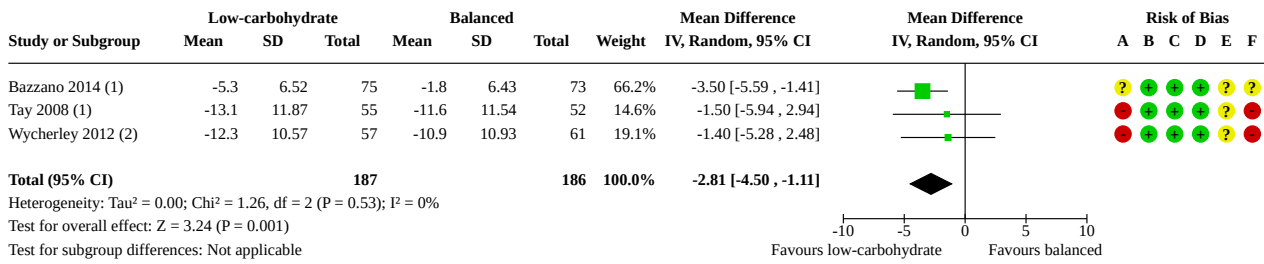 Low-carbohydrate Balanced Mean Difference Mean Difference Risk of Bias
Study or Subgroup Mean SD Total Mean SD Total Weight IV, Random, 95% CI IV, Random, 95% CI A B C D E F
Bazzano 2014 (1) -5.3 6.52 75 -1.8 6.43 73 66.2% -3.50 [-5.59 , -1.41] ? + + + ? ?
Tay 2008 (1) -13.1 11.87 55 -11.6 11.54 52 14.6% -1.50 [-5.94 , 2.94] - + + + ? -
Wycherley 2012 (2) -12.3 10.57 57 -10.9 10.93 61 19.1% -1.40 [-5.28 , 2.48] - + + + ? -
Total (95% CI) 187 186 100.0% -2.81 [-4.50 , -1.11]
Heterogeneity: Tau² = 0.00; Chi² = 1.26, df = 2 (P = 0.53); I² = 0%
Test for overall effect: Z = 3.24 (P = 0.001) -10 -5 0 5 10
Test for subgroup differences: Not applicable Favours low-carbohydrate Favours balanced